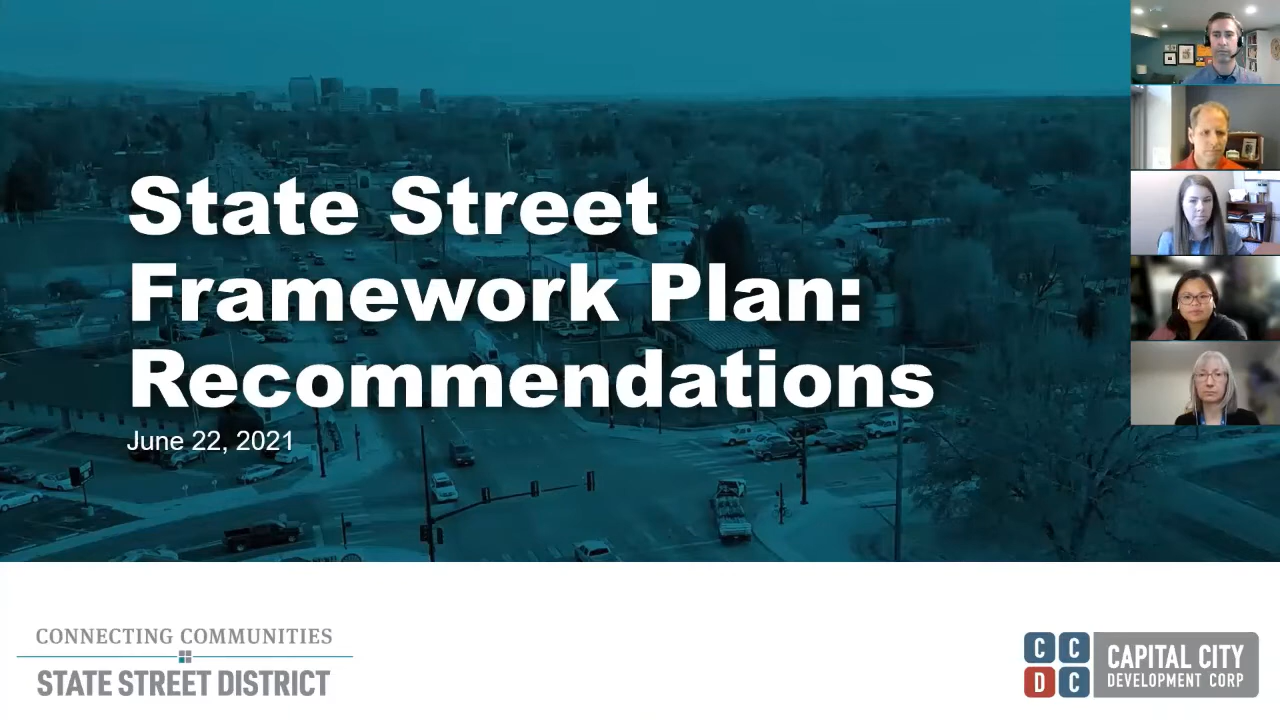 State Street
Framework Plan:
Recommendations
June 22, 2021
CONNECTING COMMUNITIES
STATE STREET DISTRICT
C C
D C
CAPITAL CITY
DEVELOPMENT CORP